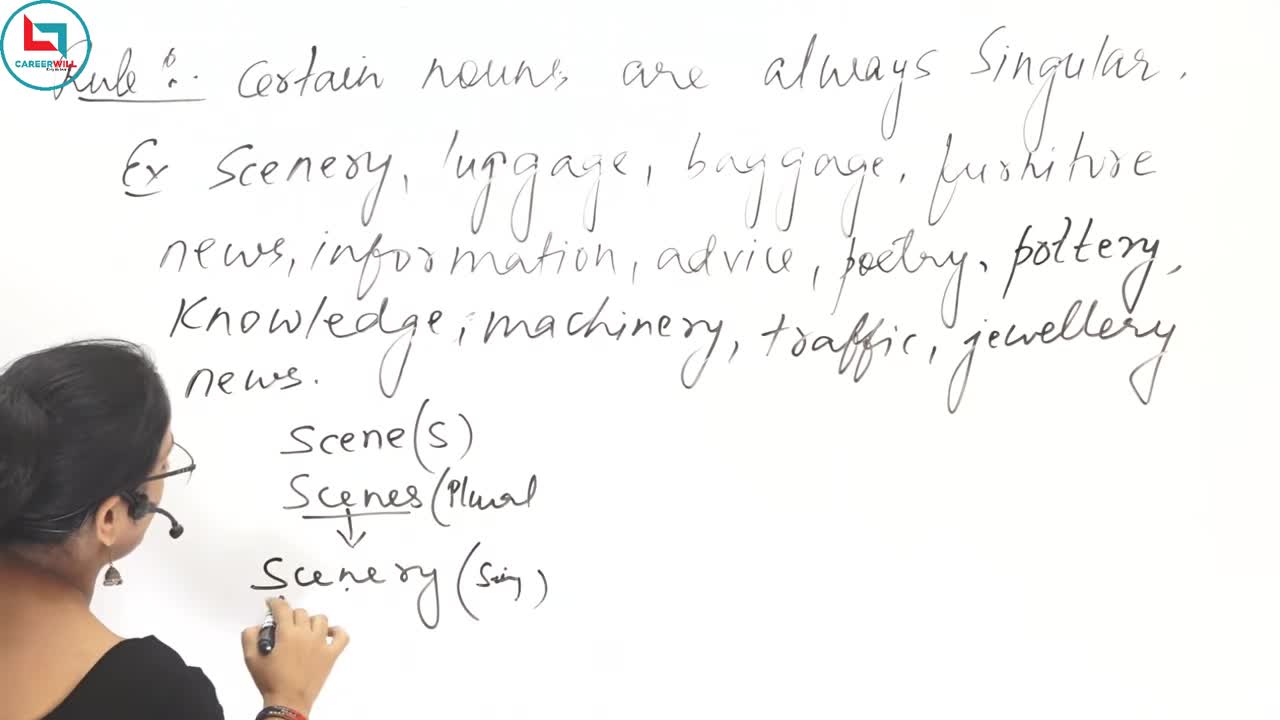 CAREERWILL
Rule :- Certain nouns are always Singular.
Ex Scenery, luggage, baggage, furniture
news, information, advice, poetry, pottery,
Knowledge, machinery, traffic, jewellery
news.
Scene(S)
Scenes(Plural
Scenery(Sing)